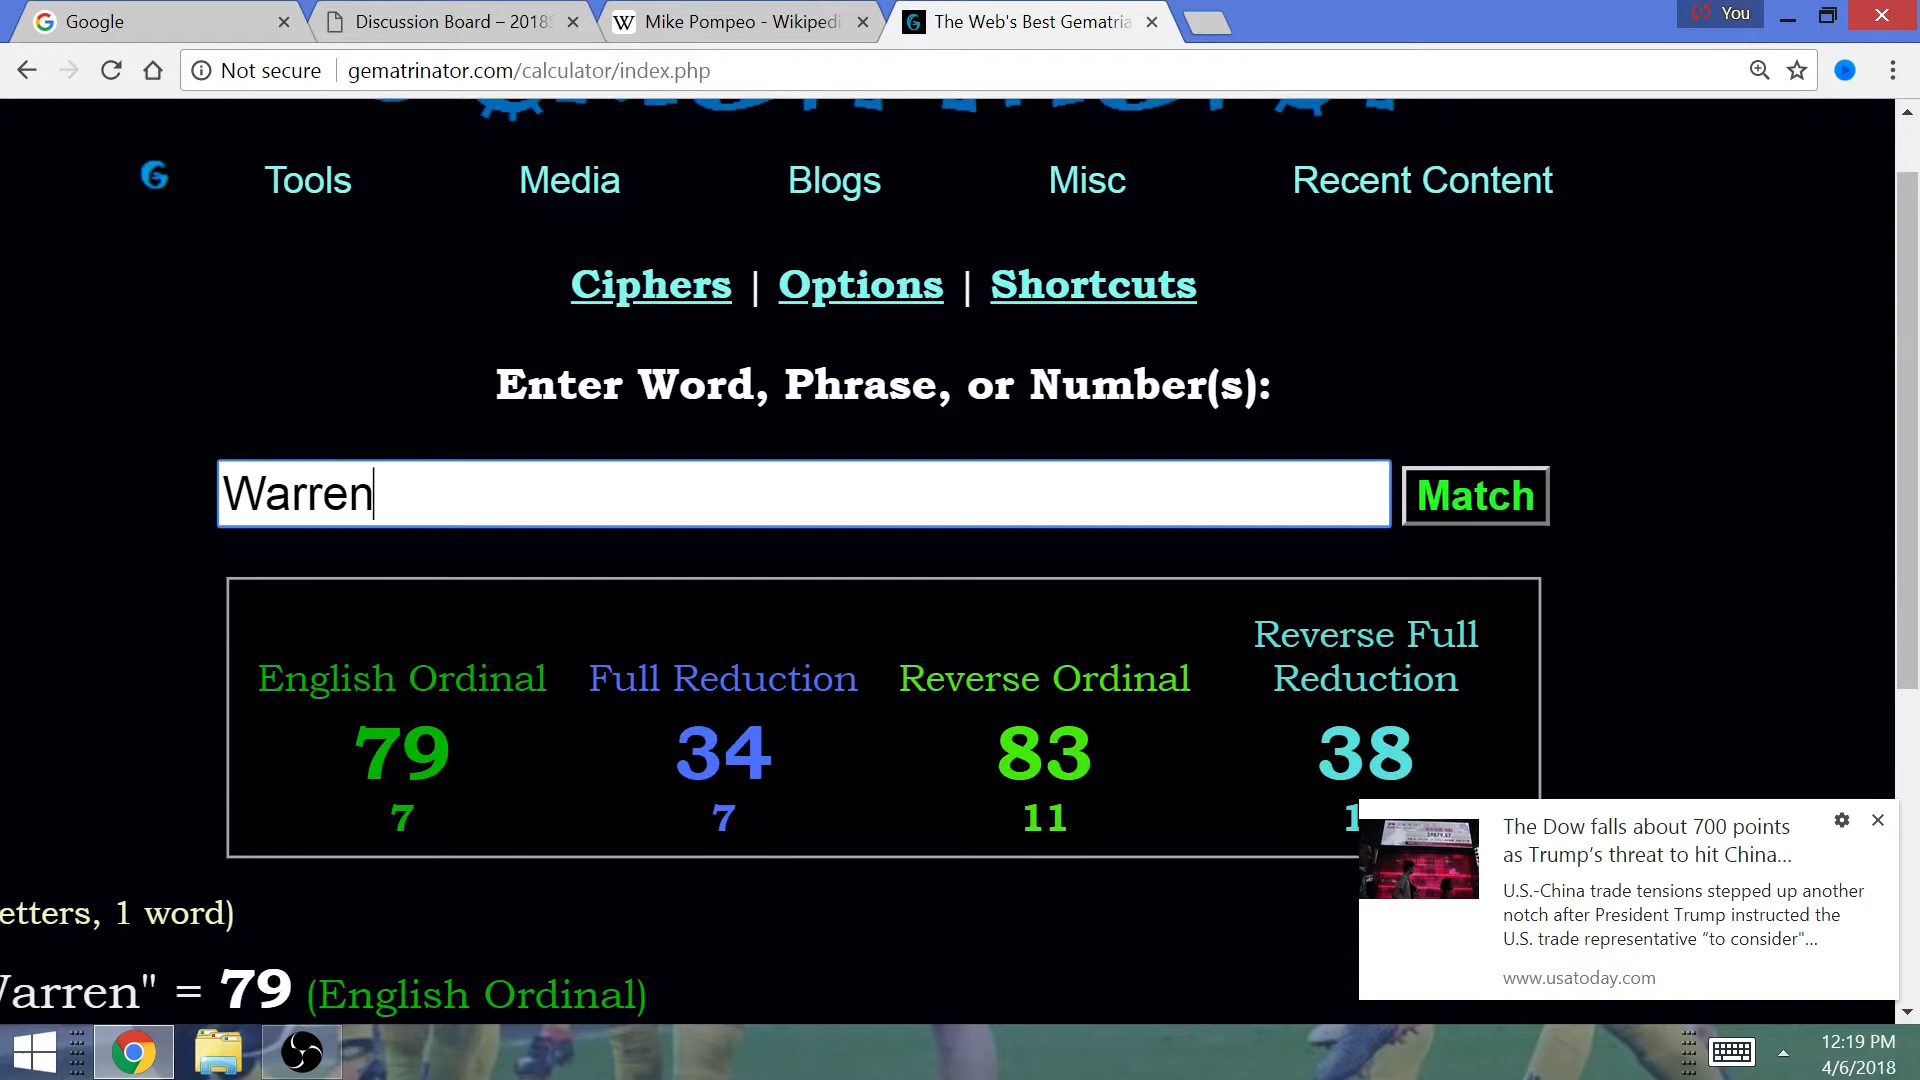 Google
Discussion Board – 2018
Mike Pompeo - Wikipedi
The Web's Best Gematria
You
Not secure
gematrinator.com/calculator/index.php
Tools
Media
Blogs
Misc
Recent Content
Ciphers | Options | Shortcuts
Enter Word, Phrase, or Number(s):
Warren
Match
English Ordinal
Full Reduction
Reverse Ordinal
Reverse Full
Reduction
79
34
83
38
7
7
11
1
The Dow falls about 700 points
as Trump's threat to hit China...
U.S.-China trade tensions stepped up another
notch after President Trump instructed the
U.S. trade representative “to consider"...
www.usatoday.com
etters, 1 word)
arren" = 79 (English Ordinal)
12:19 PM
4/6/2018